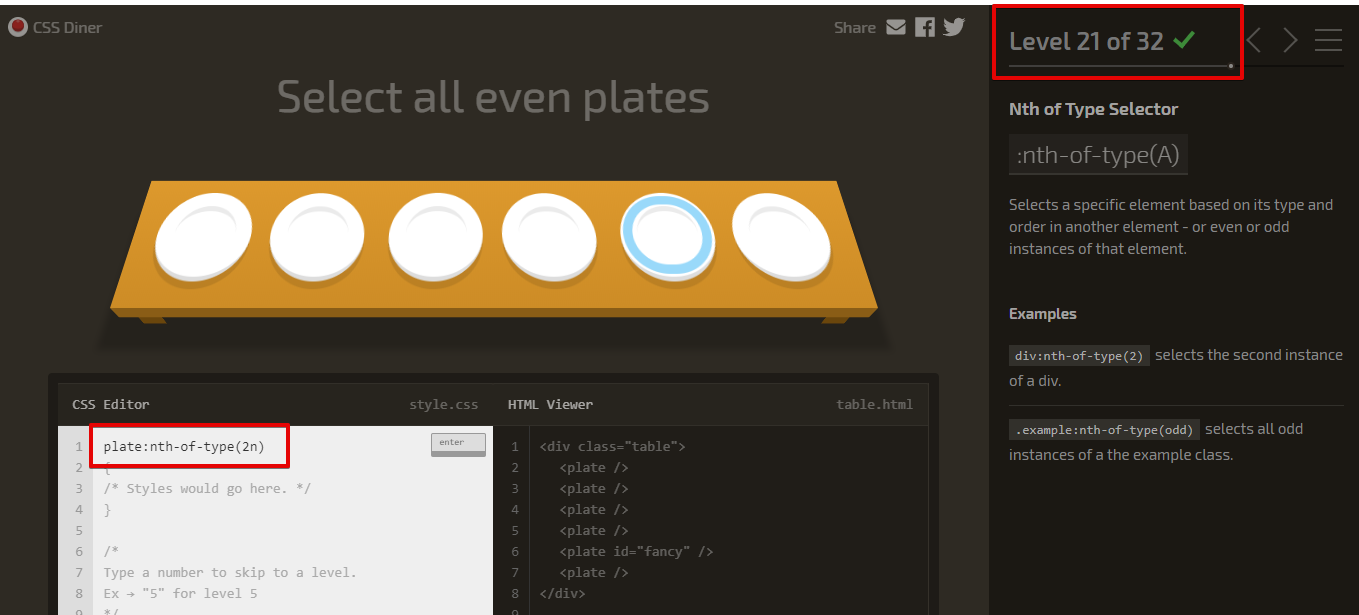 CSS Diner
Share
Level 21 of 32
Select all even plates
Nth of Type Selector
:nth-of-type(A)
Selects a specific element based on its type and
order in another element - or even or odd
instances of that element.
Examples
div:nth-of-type(2) selects the second instance
of a div.
.example:nth-of-type(odd) selects all odd
instances of a the example class.
CSS Editor
style.css
1 plate:nth-of-type(2n)
enter
2 {
3 /* Styles would go here. */
4 }
5
6 /*
7 Type a number to skip to a level.
8 Ex → "5" for level 5
9 */
HTML Viewer
table.html
1 <div class="table">
2 <plate />
3 <plate />
4 <plate />
5 <plate />
6 <plate id="fancy" />
7 <plate />
8 </div>
9